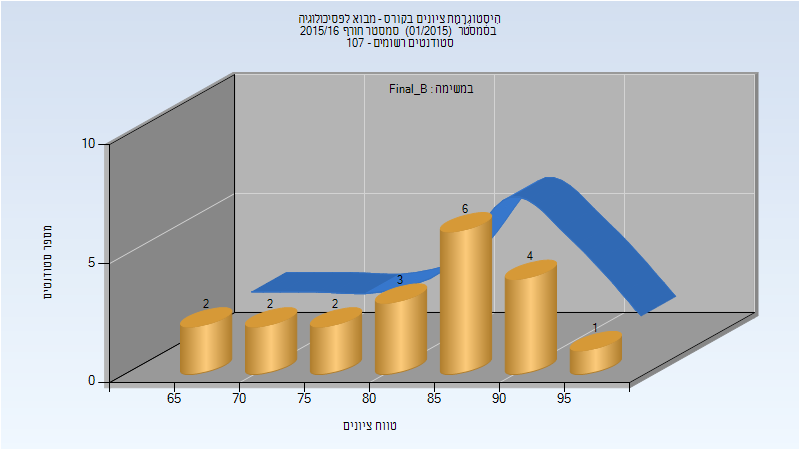 היסטוגרמת ציונים בקורס - מבוא לפסיכולוגיה
בסמסטר (01/2015) סמסטר חורף 2015/16
סטודנטים רשומים - 107
במשימה : Final_B
מספר סטודנטים
10
5
0
2
2
2
3
6
4
1
65
70
75
80
85
90
95
טווח ציונים